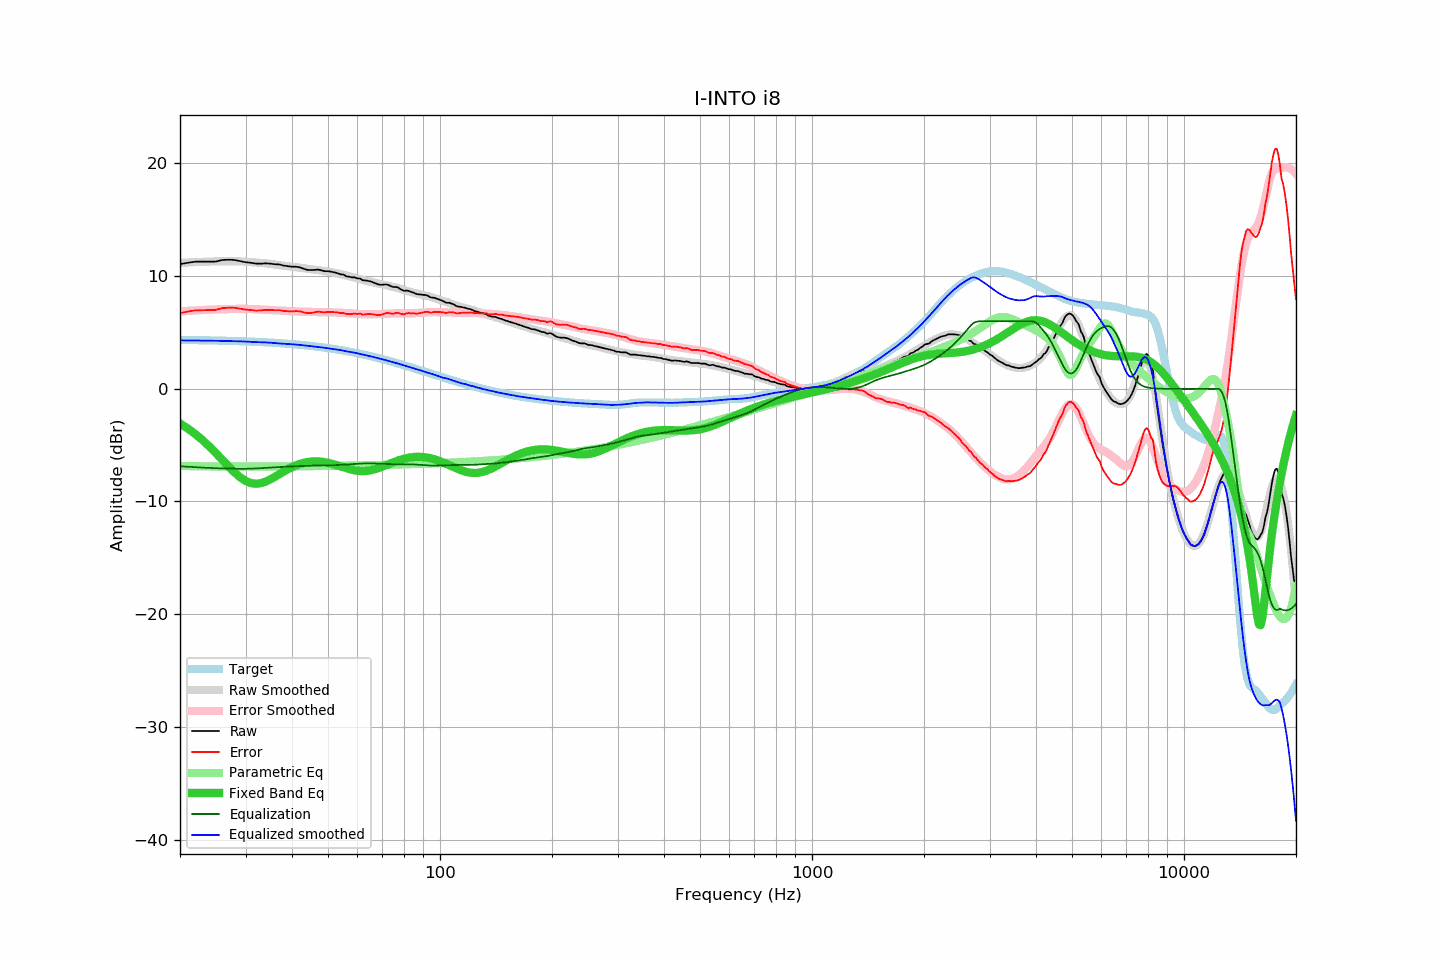 I-INTO i8
20
10
0
−10
−20
−30
−40
Amplitude (dBr)
Target
Raw Smoothed
Error Smoothed
Raw
Error
Parametric Eq
Fixed Band Eq
Equalization
Equalized smoothed
100
1000
10000
Frequency (Hz)